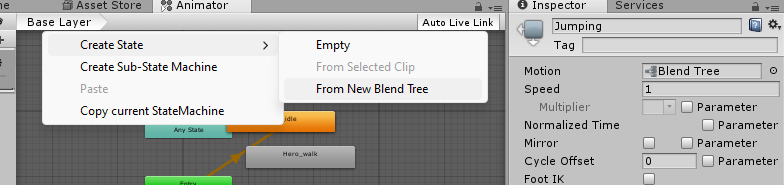 Asset Store
Animator
Base Layer
Auto Live Link
Create State
Create Sub-State Machine
Paste
Copy current StateMachine
Empty
From Selected Clip
From New Blend Tree
Any State
Hero_walk
Entry
Inspector
Services
Jumping
Tag
Motion
Blend Tree
Speed
1
Multiplier
Parameter
Normalized Time
Parameter
Mirror
Parameter
Cycle Offset
0
Parameter
Foot IK